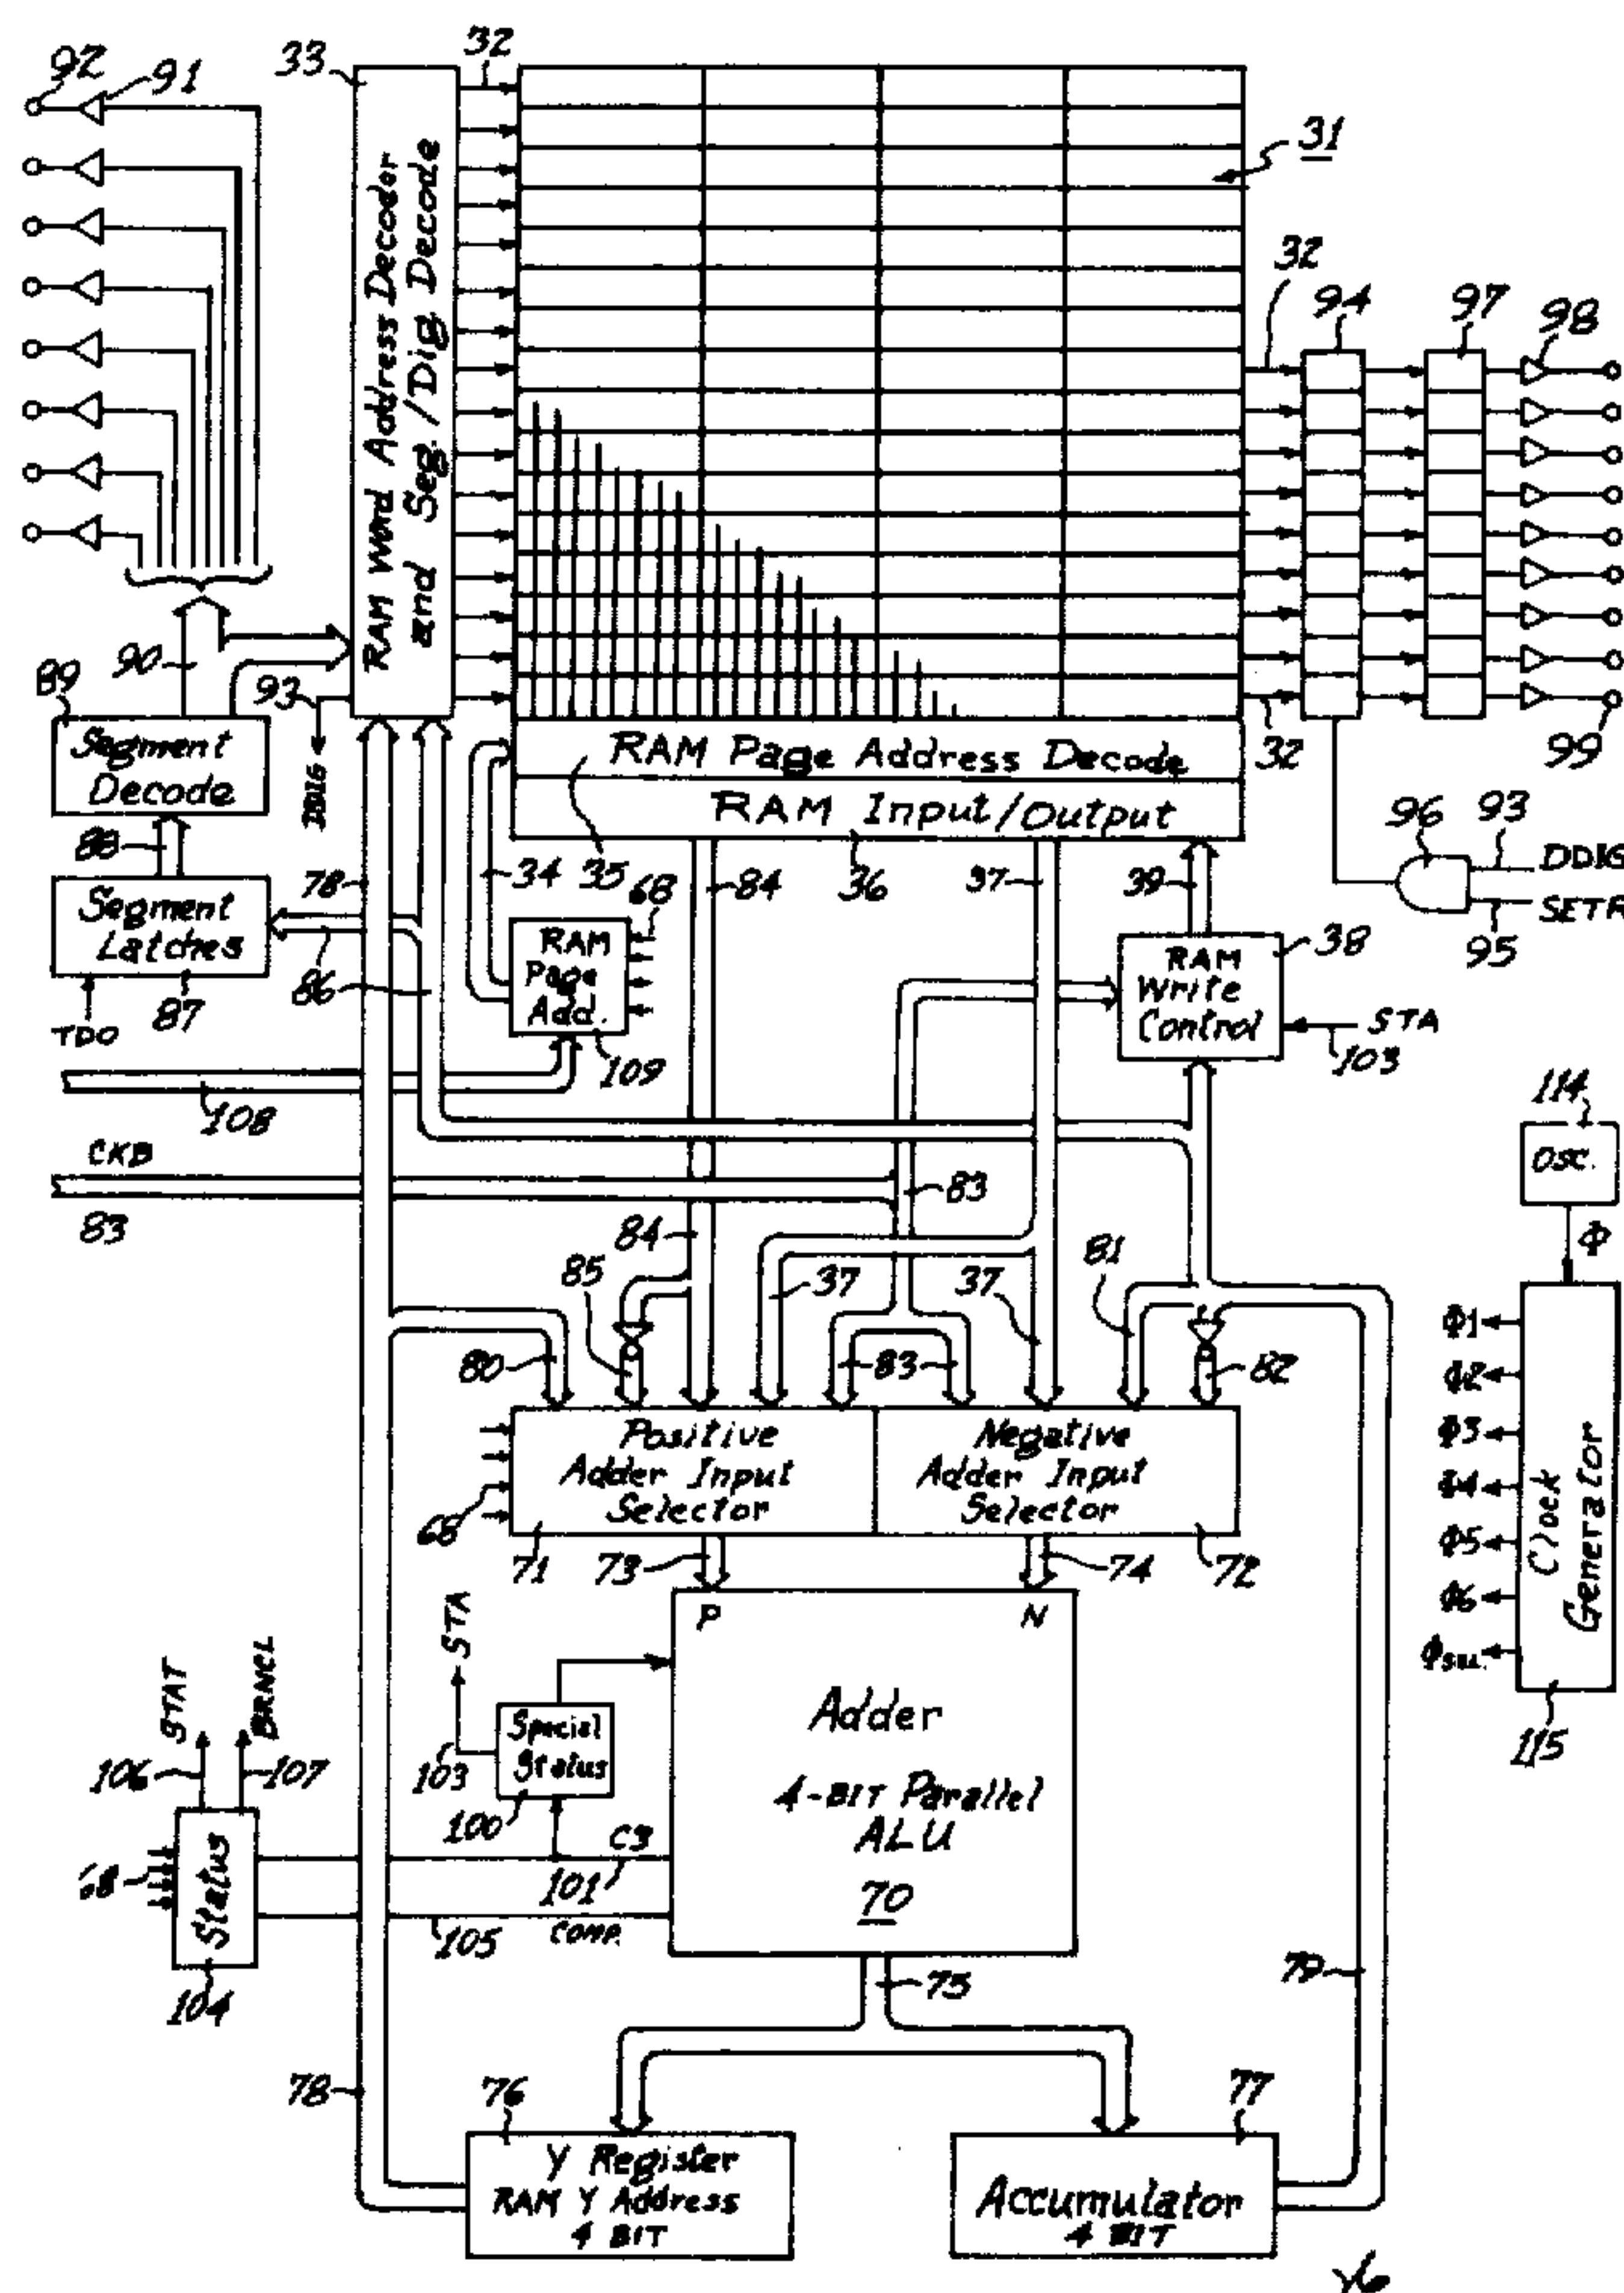 92
91
33
32
RAM Word Address Decoder
and Seg./Dig Decode
31
32
94
97
98
90
89
93
Segment
Decode
DDIG
RAM Page Address Decode
32
99
RAM Input/Output
96
93
DDIG
SETR
95
88
78
34
35
84
36
37
39
Segment
Latches
86
RAM
Page
Add.
68
RAM
Write
Control
38
STA
103
TDO
87
109
108
114
OSC.
Φ
CKB
83
83
84
85
37
37
81
80
83
82
Φ1
Φ2
Φ3
Φ4
Φ5
Φ6
Clock
Generator
115
Positive
Adder Input
Selector
Negative
Adder Input
Selector
68
71
73
74
72
STA
P
N
STAT
BRNCL
106
107
103
Special
Status
100
Adder
4-BIT Parallel
ALU
70
C3
101
68
Status
105
COMP.
104
75
79
78
76
77
Y Register
RAM Y Address
4 BIT
Accumulator
4 BIT